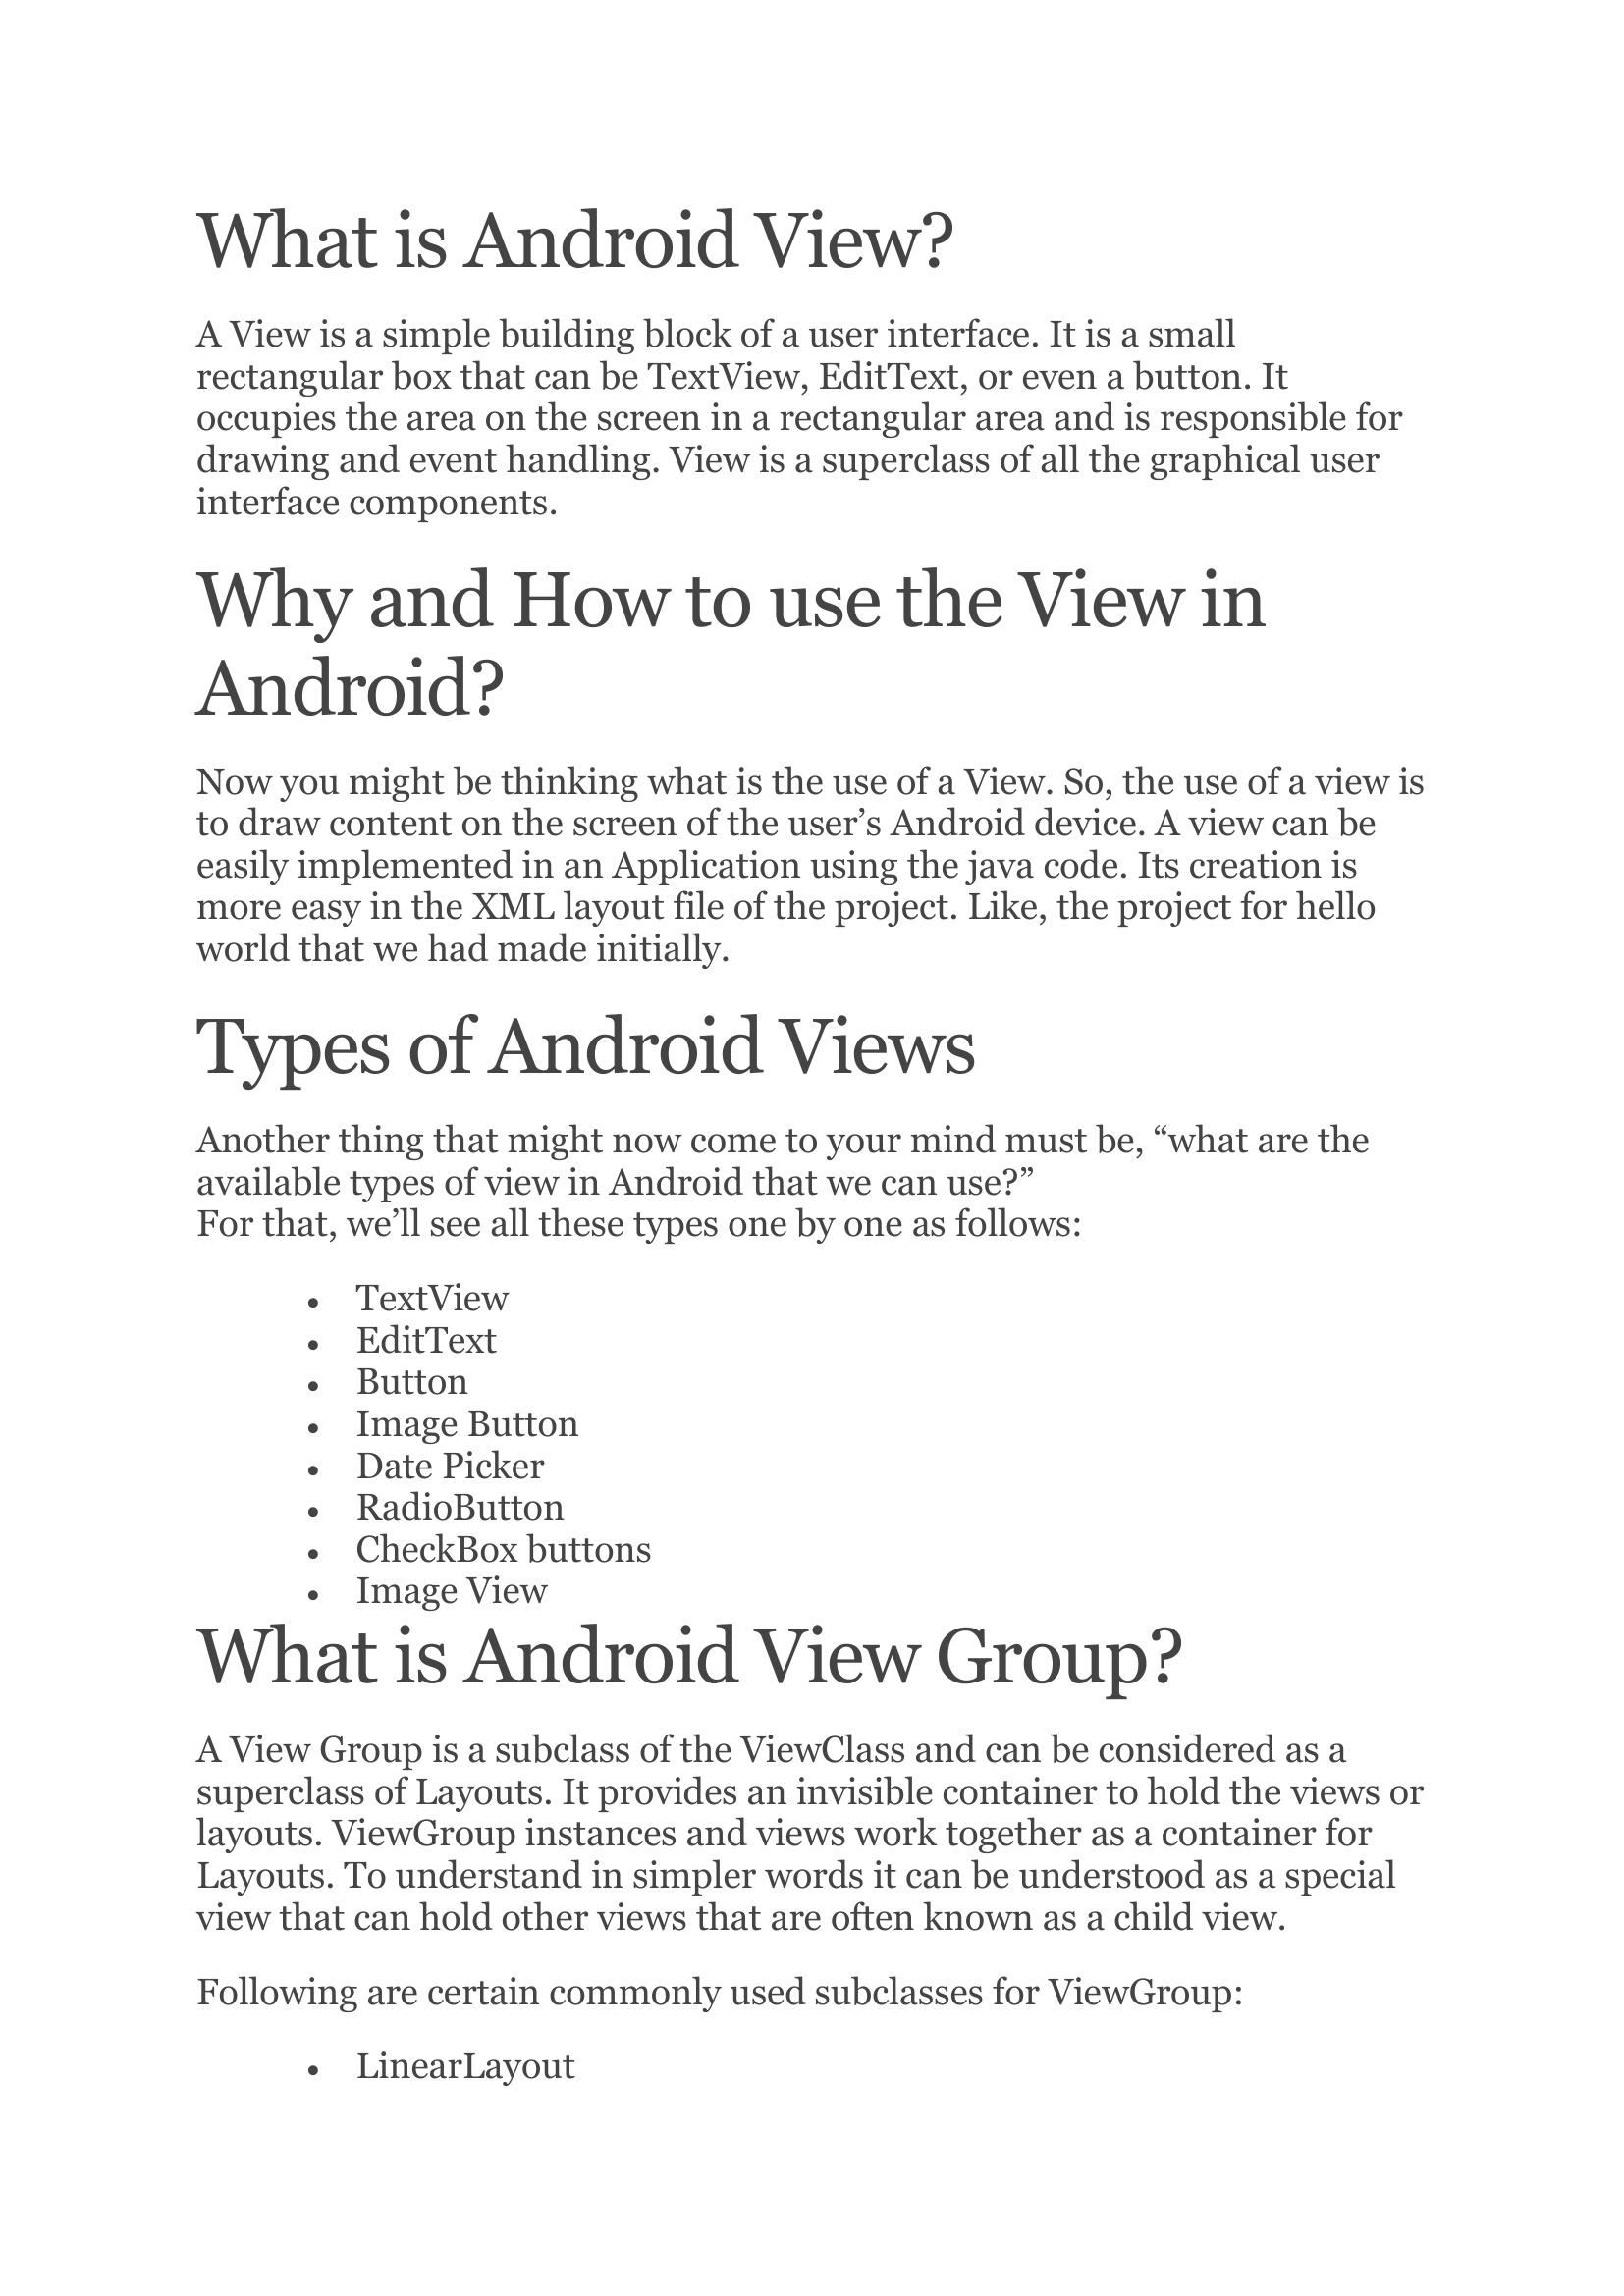 What is Android View?
A View is a simple building block of a user interface. It is a small
rectangular box that can be TextView, EditText, or even a button. It
occupies the area on the screen in a rectangular area and is responsible for
drawing and event handling. View is a superclass of all the graphical user
interface components.
Why and How to use the View in
Android?
Now you might be thinking what is the use of a View. So, the use of a view is
to draw content on the screen of the user’s Android device. A view can be
easily implemented in an Application using the java code. Its creation is
more easy in the XML layout file of the project. Like, the project for hello
world that we had made initially.
Types of Android Views
Another thing that might now come to your mind must be, “what are the
available types of view in Android that we can use?”
For that, we’ll see all these types one by one as follows:
• TextView
• EditText
• Button
• Image Button
• Date Picker
• RadioButton
• CheckBox buttons
• Image View
What is Android View Group?
A View Group is a subclass of the ViewClass and can be considered as a
superclass of Layouts. It provides an invisible container to hold the views or
layouts. ViewGroup instances and views work together as a container for
Layouts. To understand in simpler words it can be understood as a special
view that can hold other views that are often known as a child view.
Following are certain commonly used subclasses for ViewGroup:
• LinearLayout